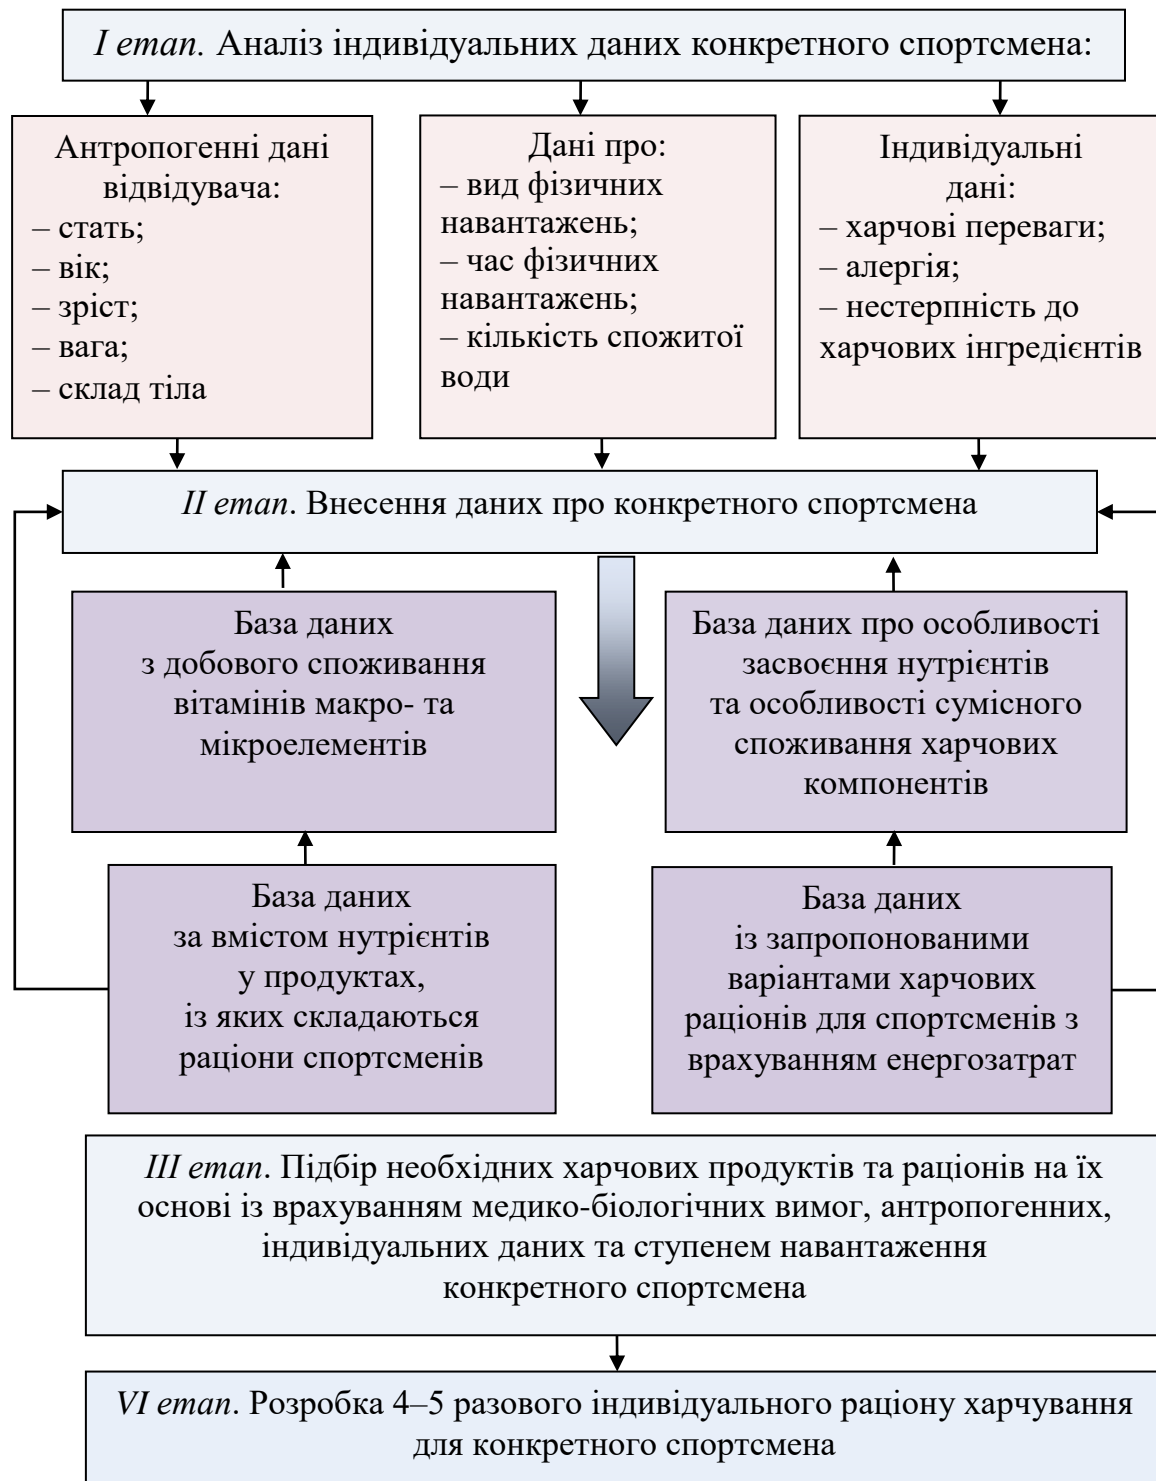 I етап. Аналіз індивідуальних даних конкретного спортсмена:
Антропогенні дані
відвідувача:
– стать;
– вік;
– зріст;
– вага;
– склад тіла
Дані про:
– вид фізичних
навантажень;
– час фізичних
навантажень;
– кількість спожитої
води
Індивідуальні
дані:
– харчові переваги;
– алергія;
– нестерпність до
харчових інгредієнтів
II етап. Внесення даних про конкретного спортсмена
База даних
з добового споживання
вітамінів макро- та
мікроелементів
База даних про особливості
засвоєння нутрієнтів
та особливості сумісного
споживання харчових
компонентів
База даних
за вмістом нутрієнтів
у продуктах,
із яких складаються
раціони спортсменів
База даних
із запропонованими
варіантами харчових
раціонів для спортсменів з
врахуванням енергозатрат
III етап. Підбір необхідних харчових продуктів та раціонів на їх
основі із врахуванням медико-біологічних вимог, антропогенних,
індивідуальних даних та ступенем навантаження
конкретного спортсмена
VI етап. Розробка 4–5 разового індивідуального раціону харчування
для конкретного спортсмена